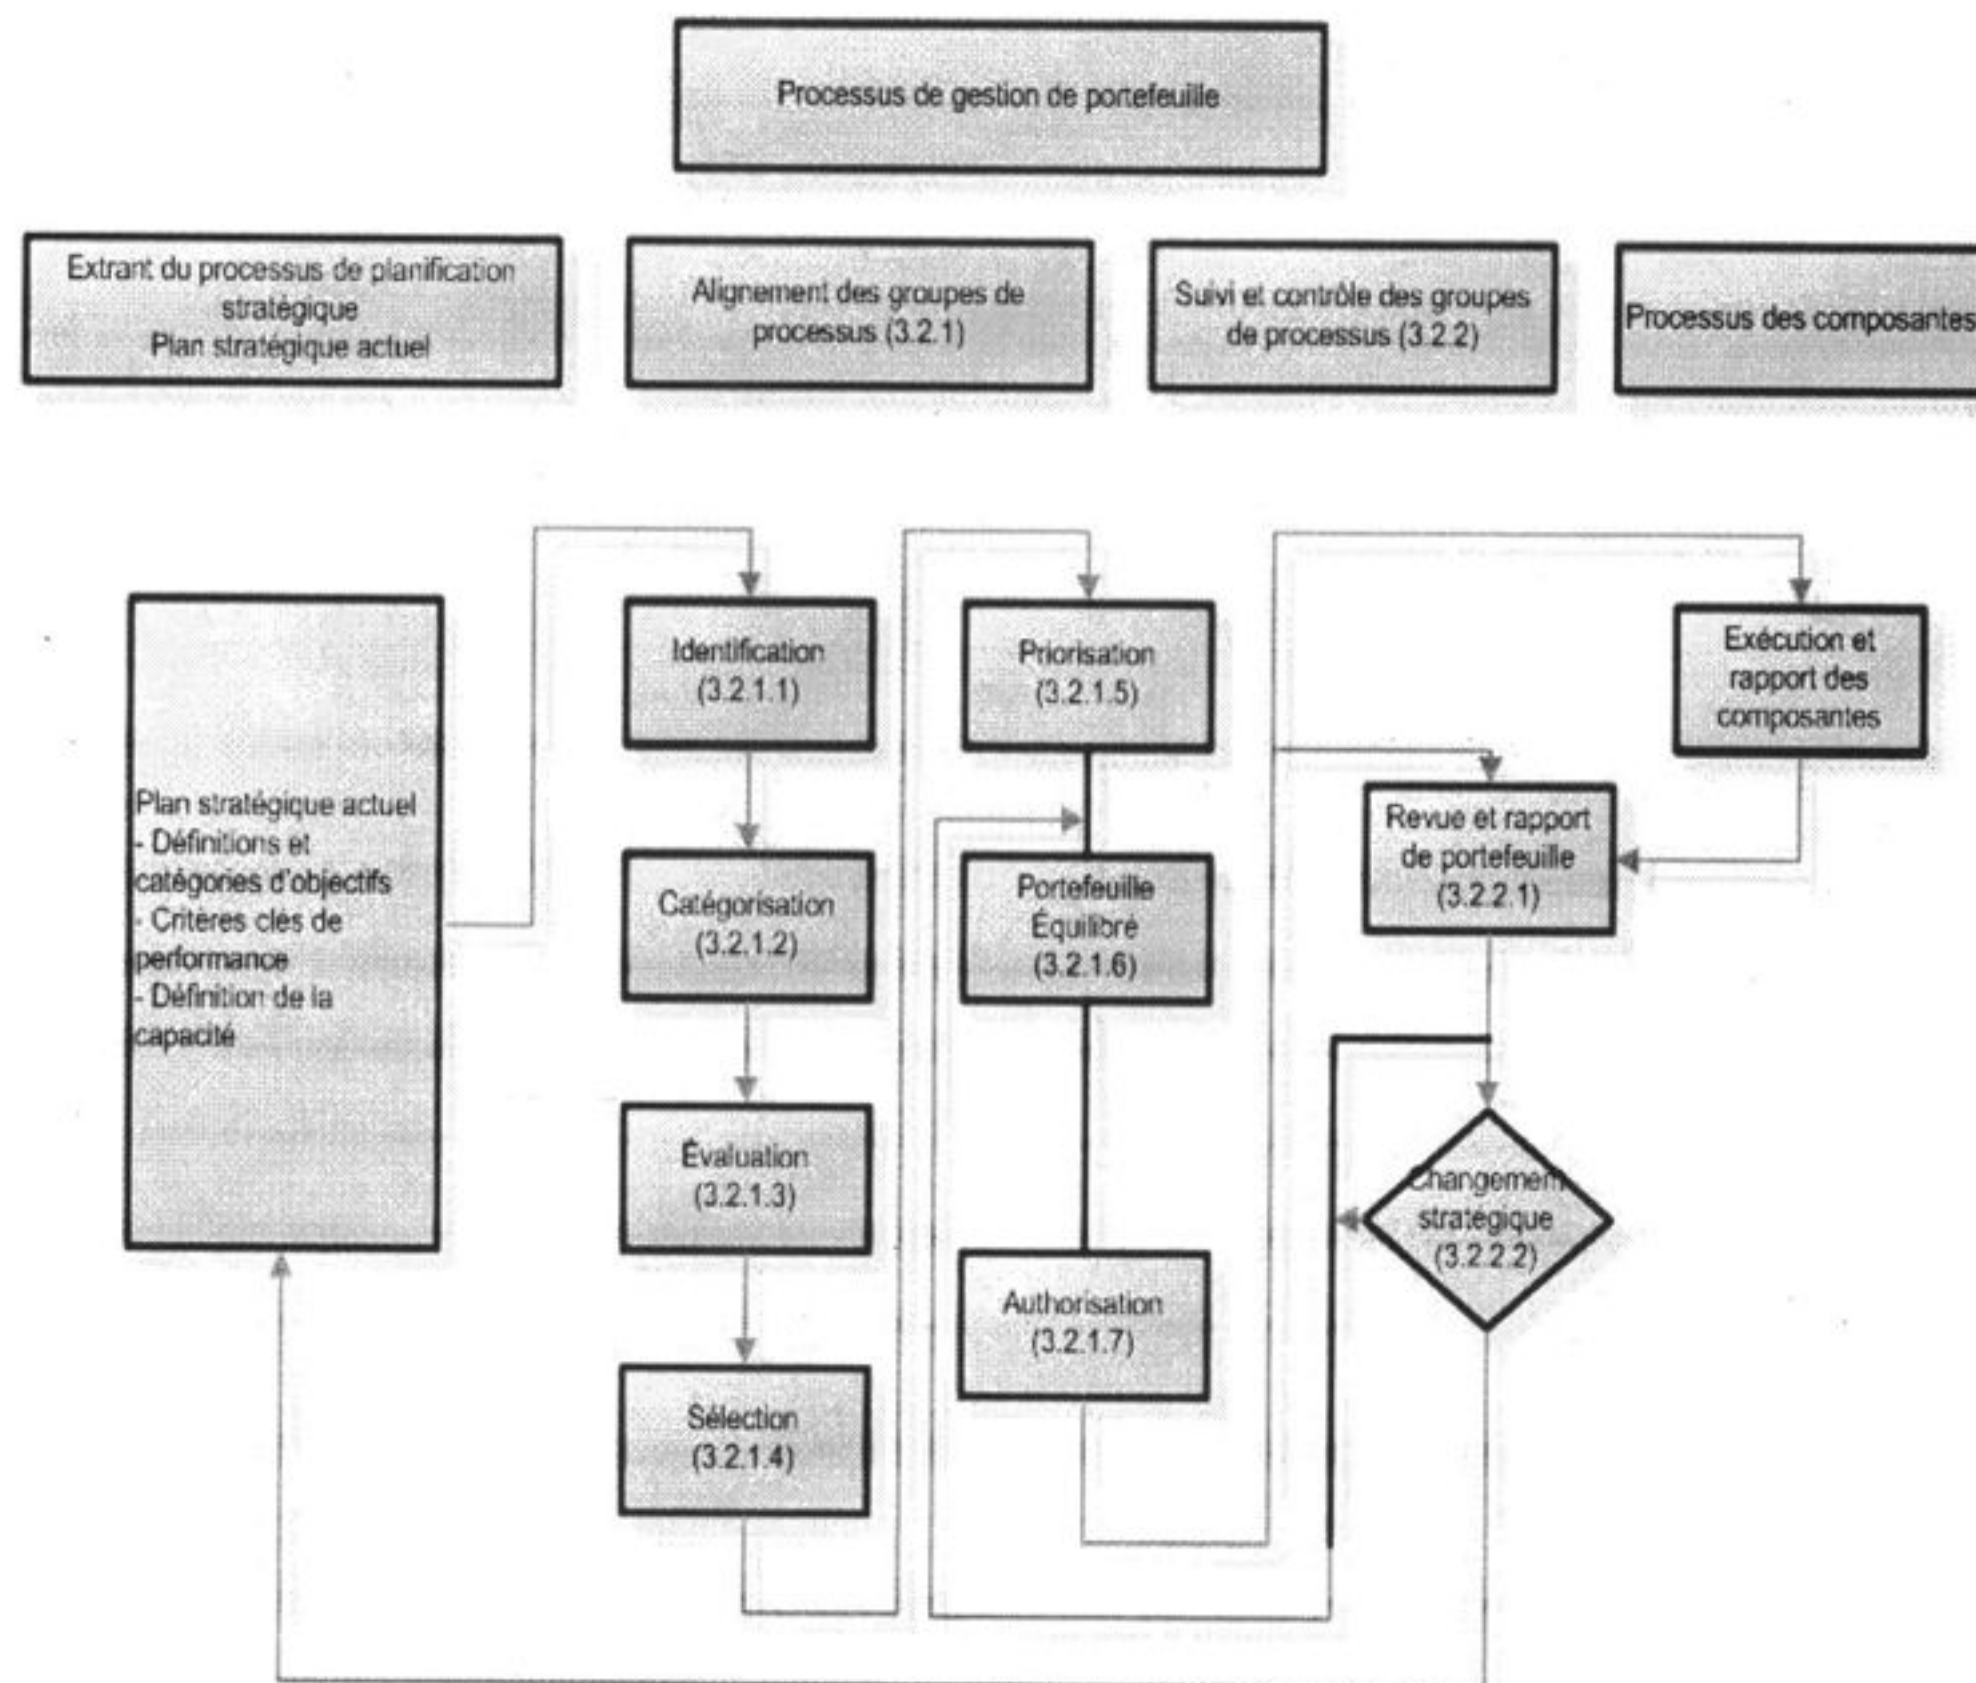 Processus de gestion de portefeuille
Extrant du processus de planification
stratégique
Plan stratégique actuel
Alignement des groupes de
processus (3.2.1)
Suivi et contrôle des groupes
de processus (3.2.2)
Processus des composantes
Plan stratégique actuel
- Définitions et
catégories d'objectifs
- Critères clés de
performance
- Définition de la
capacité
Identification
(3.2.1.1)
Catégorisation
(3.2.1.2)
Évaluation
(3.2.1.3)
Sélection
(3.2.1.4)
Priorisation
(3.2.1.5)
Portefeuille
Équilibré
(3.2.1.6)
Authorisation
(3.2.1.7)
Exécution et
rapport des
composantes
Revue et rapport
de portefeuille
(3.2.2.1)
Changement
stratégique
(3.2.2.2)